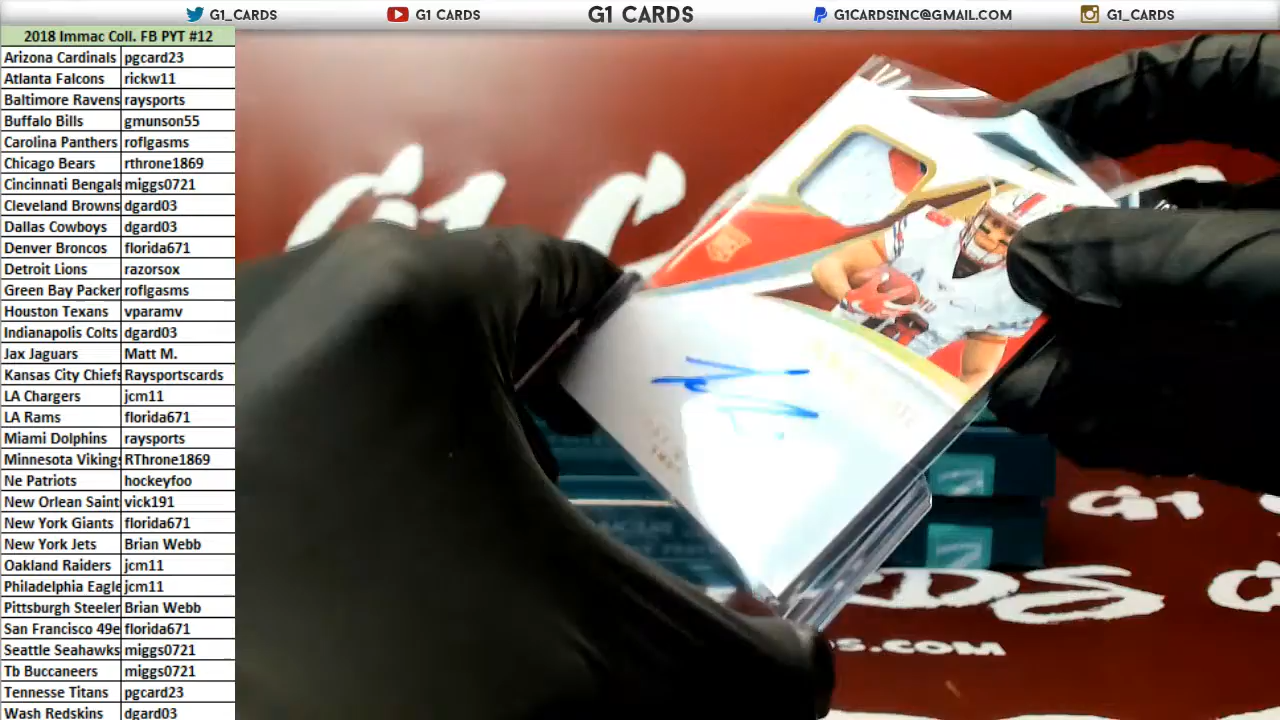 G1_CARDS
G1 CARDS
G1 CARDS
G1CARDSINC@GMAIL.COM
G1_CARDS
2018 Immac Coll. FB PYT #12
Arizona Cardinals pgcard23
Atlanta Falcons rickw11
Baltimore Ravens raysports
Buffalo Bills gmunson55
Carolina Panthers roflgasms
Chicago Bears rthrone1869
Cincinnati Bengals miggs0721
Cleveland Browns dgard03
Dallas Cowboys dgard03
Denver Broncos florida671
Detroit Lions razorsox
Green Bay Packer roflgasms
Houston Texans vparamv
Indianapolis Colts dgard03
Jax Jaguars Matt M.
Kansas City Chiefs Raysportscards
LA Chargers jcm11
LA Rams florida671
Miami Dolphins raysports
Minnesota Vikings RThrone1869
Ne Patriots hockeyfoo
New Orlean Saint vick191
New York Giants florida671
New York Jets Brian Webb
Oakland Raiders jcm11
Philadelphia Eagle jcm11
Pittsburgh Steeler Brian Webb
San Francisco 49e florida671
Seattle Seahawks miggs0721
Tb Buccaneers miggs0721
Tennesse Titans pgcard23
Wash Redskins dgard03
G1
DS
S.COM